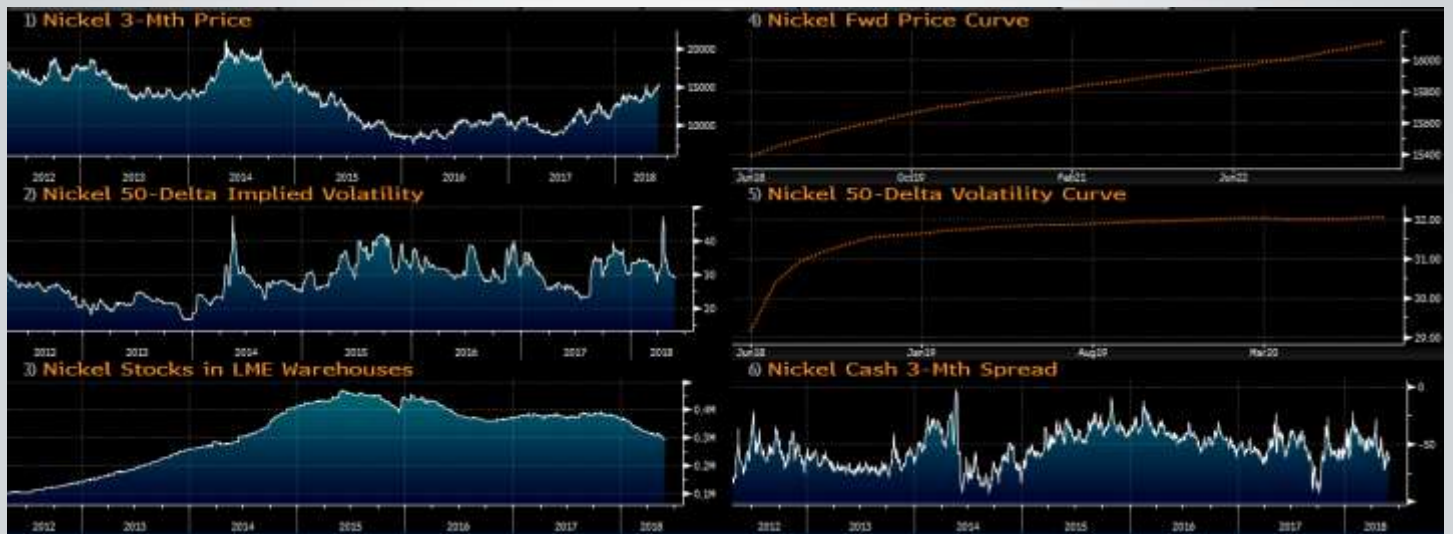 1) Nickel 3-Mth Price
20000
15000
10000
2012 2013 2014 2015 2016 2017 2018
2) Nickel 50-Delta Implied Volatility
40
30
20
2012 2013 2014 2015 2016 2017 2018
3) Nickel Stocks in LME Warehouses
0.4M
0.3M
0.2M
0.1M
2012 2013 2014 2015 2016 2017 2018
4) Nickel Fwd Price Curve
16000
15800
15600
15400
Jun18 Oct19 Feb21 Jun22
5) Nickel 50-Delta Volatility Curve
32.00
31.00
30.00
29.00
Jun18 Jan19 Aug19 Mar20
6) Nickel Cash 3-Mth Spread
0
-50
2012 2013 2014 2015 2016 2017 2018